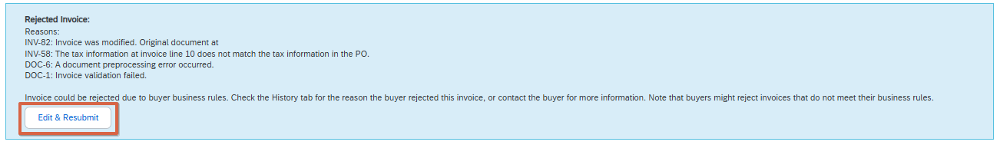 Rejected Invoice:
Reasons:
INV-82: Invoice was modified. Original document at
INV-58: The tax information at invoice line 10 does not match the tax information in the PO.
DOC-6: A document preprocessing error occurred.
DOC-1: Invoice validation failed.
Invoice could be rejected due to buyer business rules. Check the History tab for the reason the buyer rejected this invoice, or contact the buyer for more information. Note that buyers might reject invoices that do not meet their business rules.
Edit & Resubmit